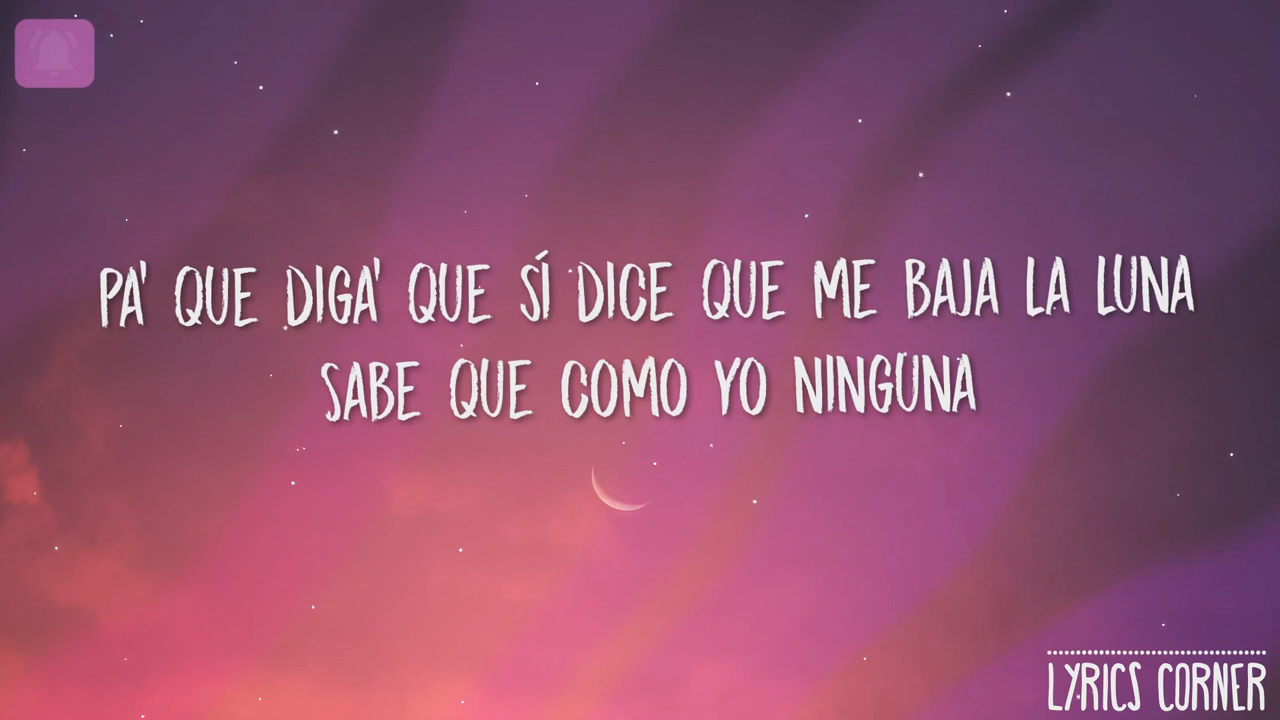 PA' QUE DIGA' QUE SÍ DICE QUE ME BAJA LA LUNA
SABE QUE COMO YO NINGUNA
LYRICS CORNER